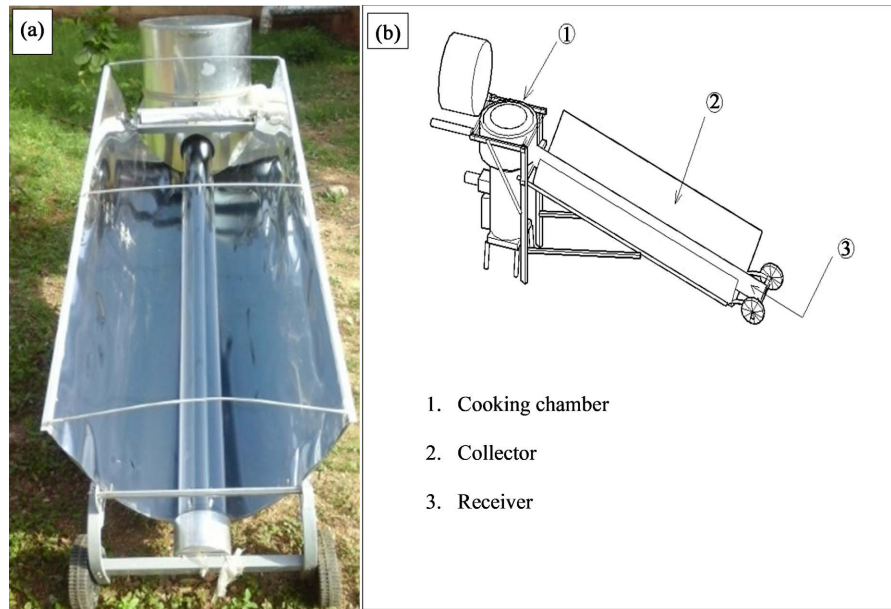 (a)
(b)
1
2
3
1. Cooking chamber
2. Collector
3. Receiver